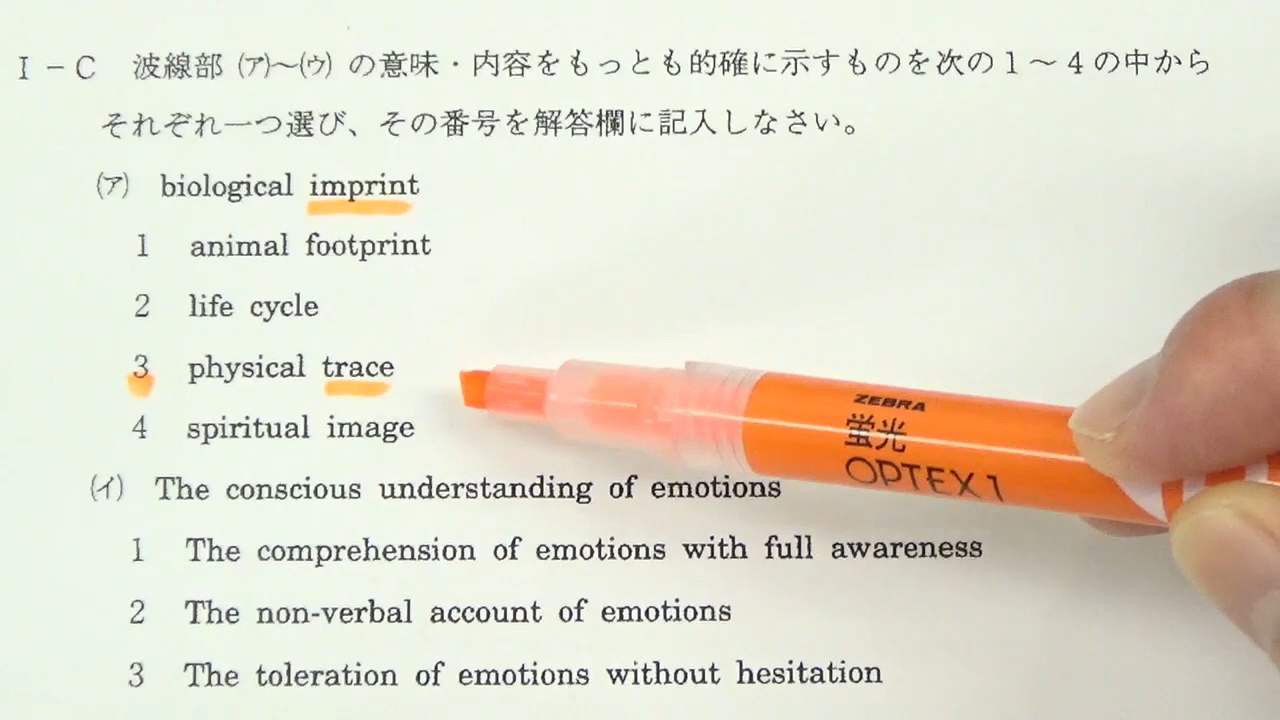 I－C 波線部 ㈎～㈒ の意味・内容をもっとも的確に示すものを次の1～4の中から
それぞれ一つ選び、その番号を解答欄に記入しなさい。
(ア) biological imprint
1 animal footprint
2 life cycle
3 physical trace
4 spiritual image
(イ) The conscious understanding of emotions
1 The comprehension of emotions with full awareness
2 The non-verbal account of emotions
3 The toleration of emotions without hesitation
ZEBRA
蛍光
OPTEX 1